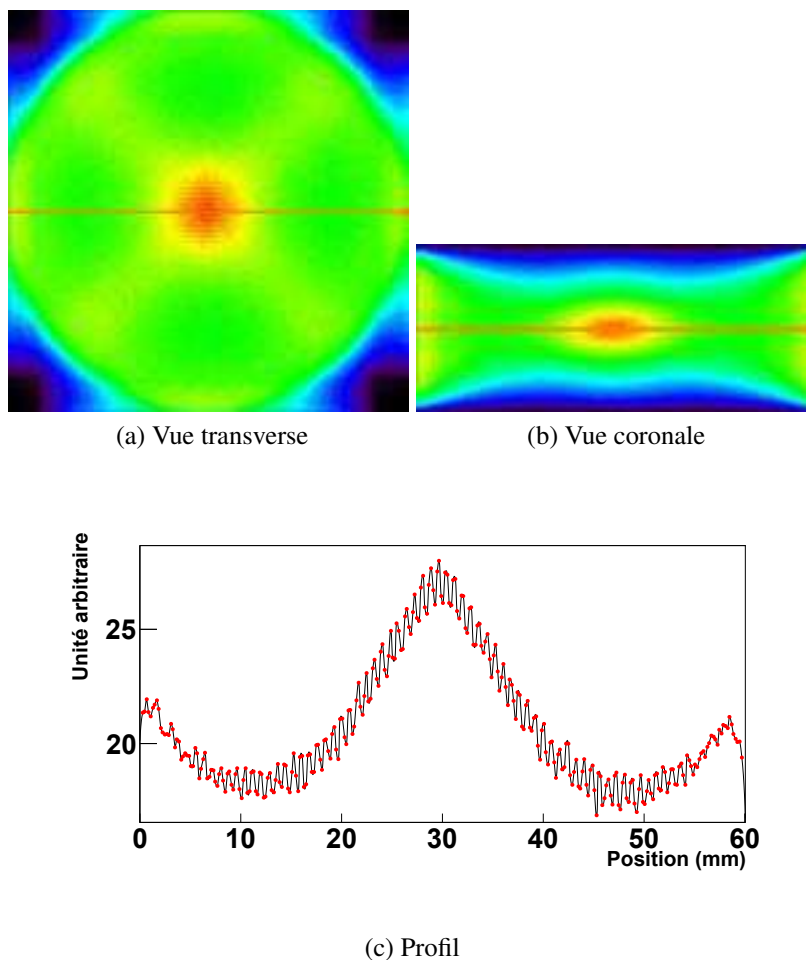 (a) Vue transverse
(b) Vue coronale
Unité arbitraire
25
20
0 10 20 30 40 50 60
Position (mm)
(c) Profil